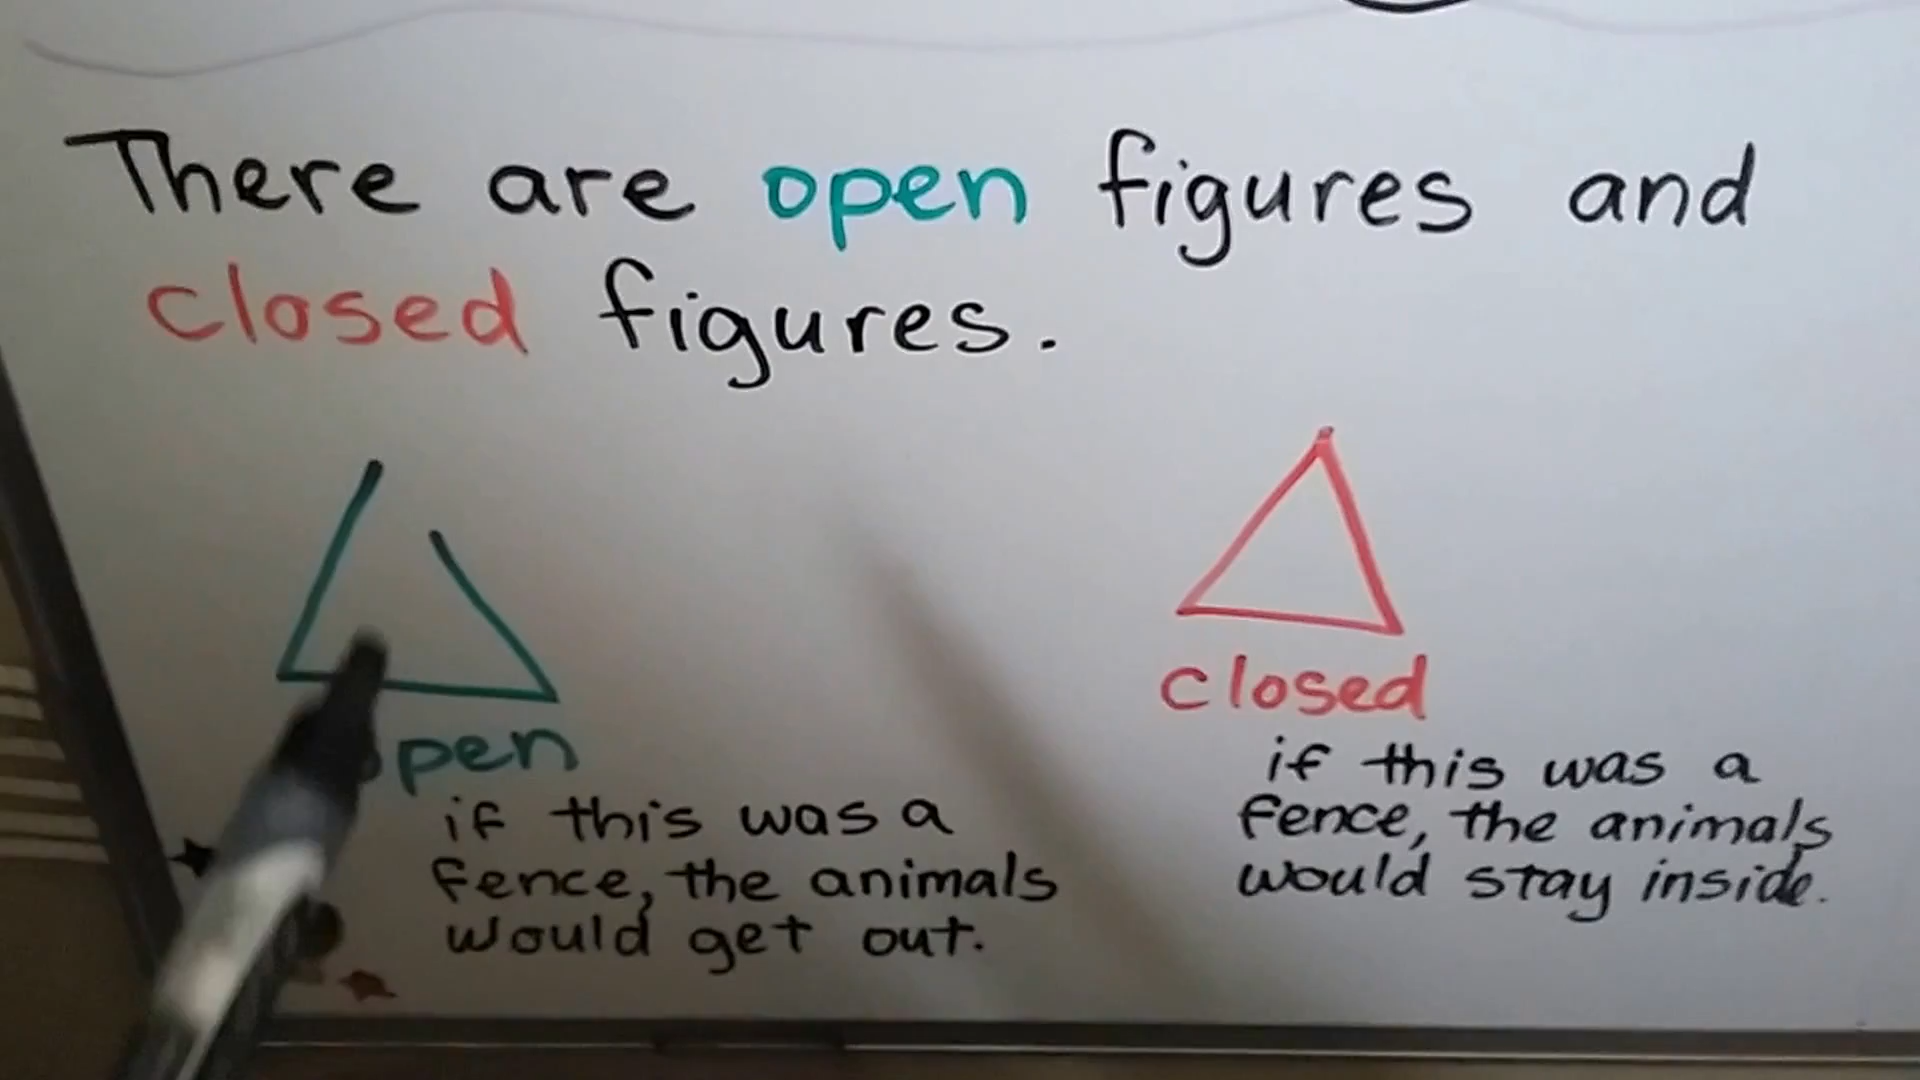 There are open figures and
closed figures.
pen
if this was a
fence, the animals
would get out.
closed
if this was a
fence, the animals
would stay inside.